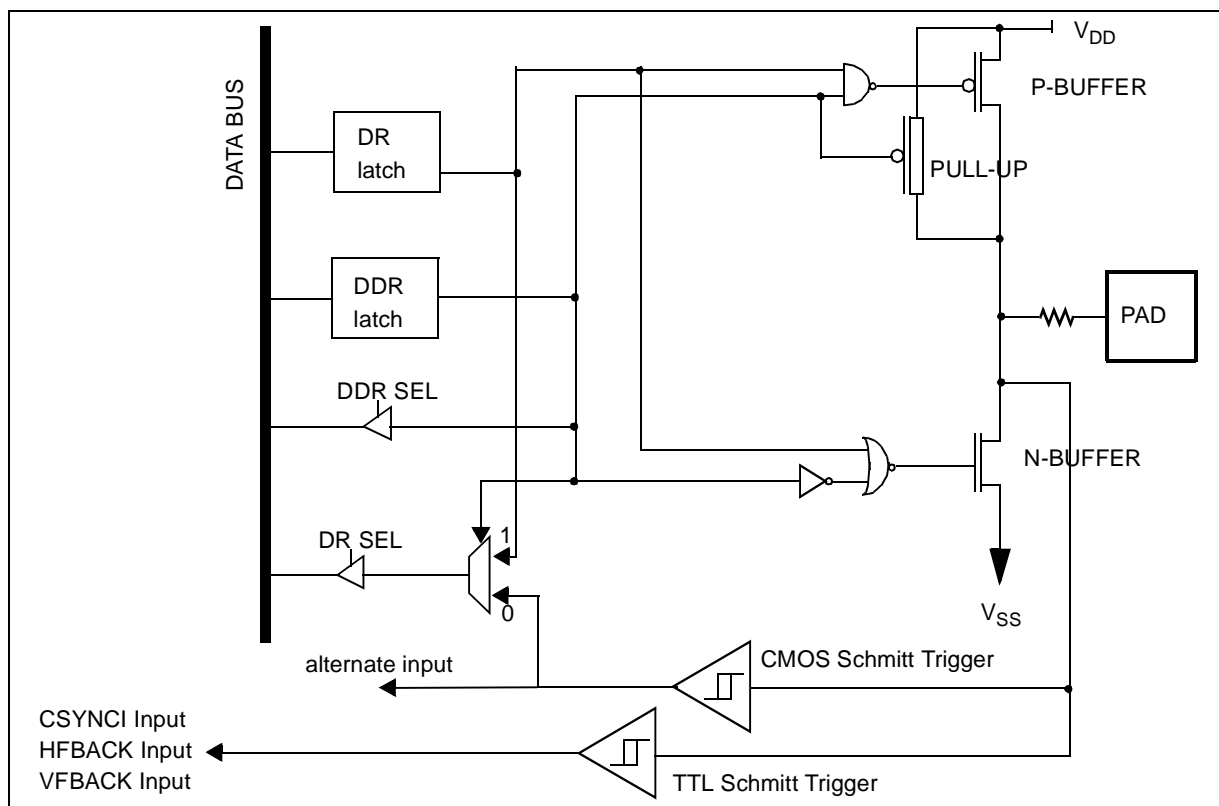 V_DD
P-BUFFER
DATA BUS
DR
latch
PULL-UP
DDR
latch
PAD
DDR SEL
N-BUFFER
DR SEL
1
0
V_SS
alternate input
CMOS Schmitt Trigger
CSYNCI Input
HFBACK Input
VFBACK Input
TTL Schmitt Trigger